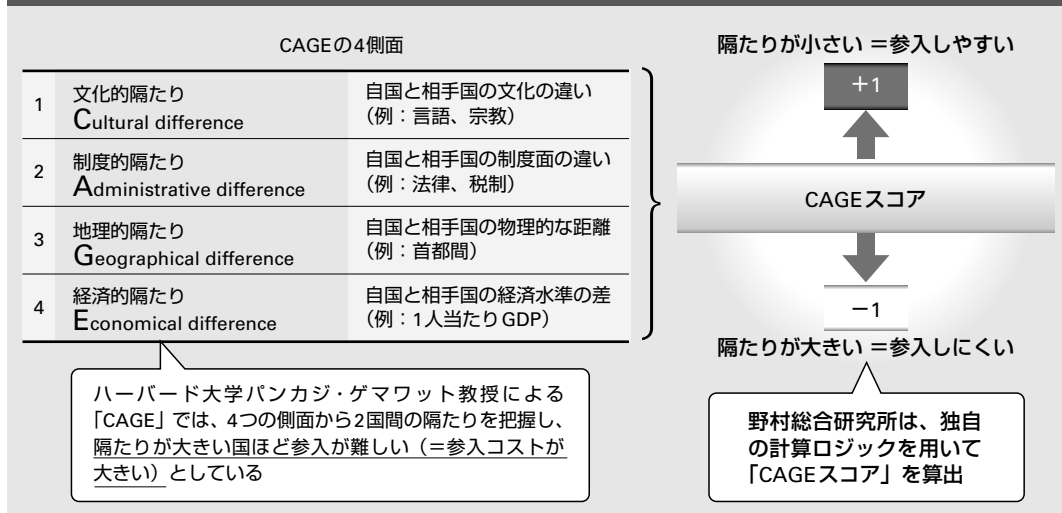 CAGEの4側面
1
文化的隔たり
Cultural difference
自国と相手国の文化の違い
（例：言語、宗教）
2
制度的隔たり
Administrative difference
自国と相手国の制度面の違い
（例：法律、税制）
3
地理的隔たり
Geographical difference
自国と相手国の物理的な距離
（例：首都間）
4
経済的隔たり
Economical difference
自国と相手国の経済水準の差
（例：1人当たりGDP）
ハーバード大学パンカジ・ゲマワット教授による
「CAGE」では、4つの側面から2国間の隔たりを把握し、
隔たりが大きい国ほど参入が難しい（＝参入コストが
大きい）としている
隔たりが小さい＝参入しやすい
＋1
CAGEスコア
－1
隔たりが大きい＝参入しにくい
野村総合研究所は、独自
の計算ロジックを用いて
「CAGEスコア」を算出